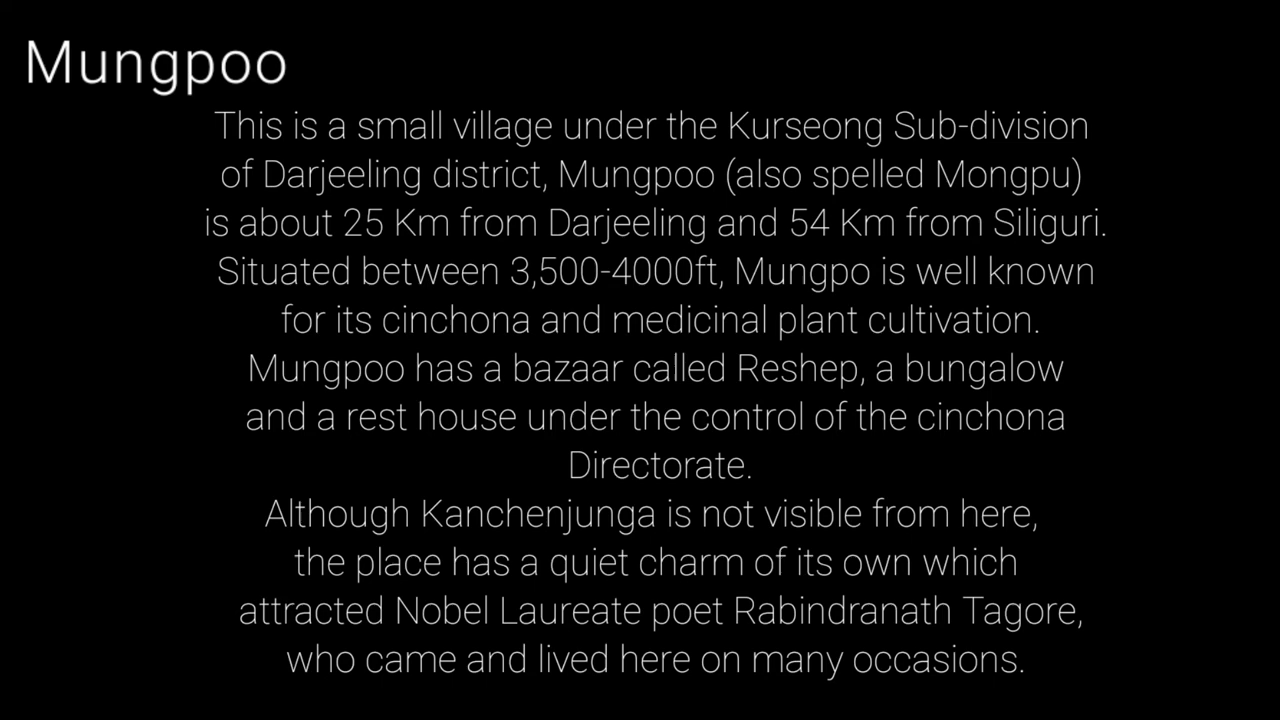 Mungpoo
This is a small village under the Kurseong Sub-division
of Darjeeling district, Mungpoo (also spelled Mongpu)
is about 25 Km from Darjeeling and 54 Km from Siliguri.
Situated between 3,500-4000ft, Mungpo is well known
for its cinchona and medicinal plant cultivation.
Mungpoo has a bazaar called Reshep, a bungalow
and a rest house under the control of the cinchona
Directorate.
Although Kanchenjunga is not visible from here,
the place has a quiet charm of its own which
attracted Nobel Laureate poet Rabindranath Tagore,
who came and lived here on many occasions.